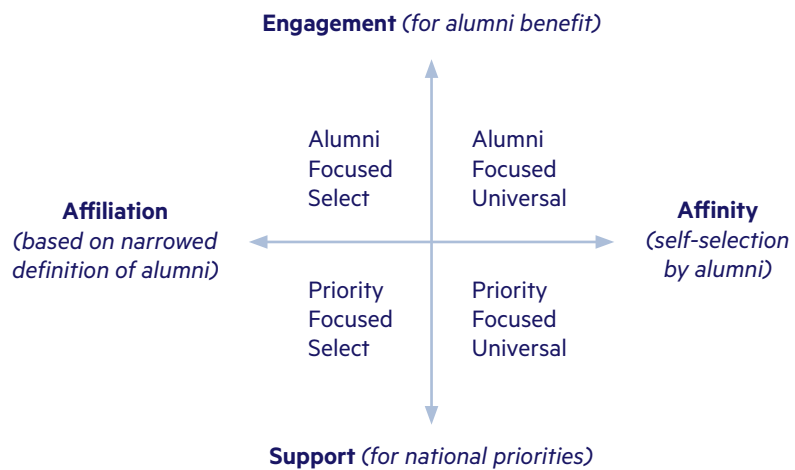 Engagement (for alumni benefit)
Alumni
Focused
Select
Alumni
Focused
Universal
Affiliation
(based on narrowed
definition of alumni)
Affinity
(self-selection
by alumni)
Priority
Focused
Select
Priority
Focused
Universal
Support (for national priorities)